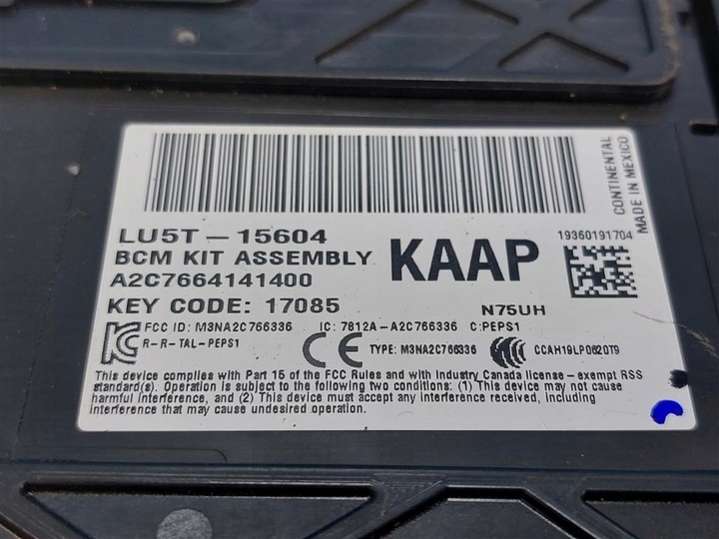 CONTINENTAL
MADE IN MEXICO
LU5T-15604
BCM KIT ASSEMBLY
A2C7664141400
KAAP
19360191704
KEY CODE: 17085
N75UH
FCC ID: M3NA2C766336 IC: 7812A-A2C766336 C:PEPS1
R-R-TAL-PEPS1
CE TYPE: M3NA2C766336
CCC CCAH19LP0620T9
This device complies with Part 15 of the FCC Rules and with Industry Canada license - exempt RSS
standard(s). Operation is subject to the following two conditions: (1) This device may not cause
harmful interference, and (2) This device must accept any interference received, including
interference that may cause undesired operation.